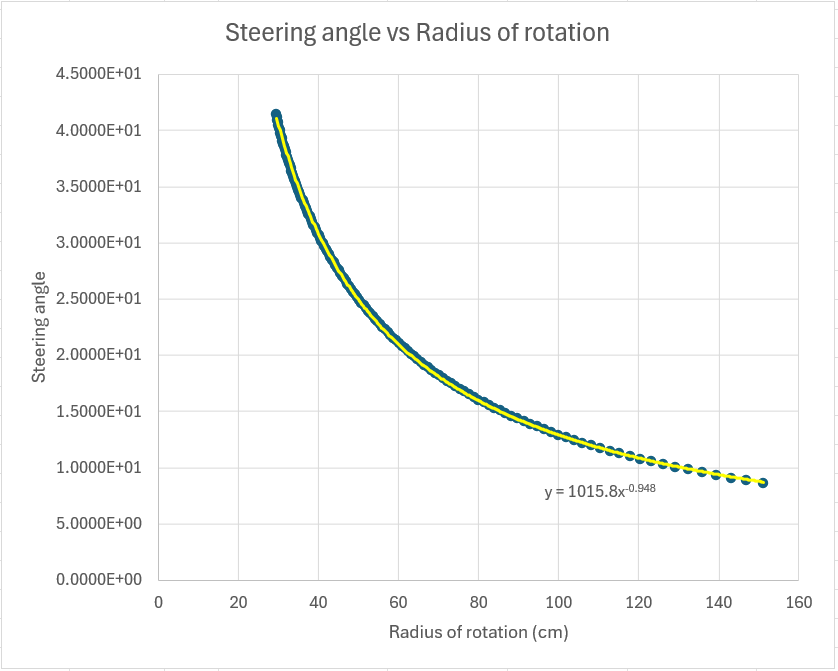 Steering angle vs Radius of rotation
4.5000E+01
4.0000E+01
3.5000E+01
3.0000E+01
2.5000E+01
2.0000E+01
1.5000E+01
1.0000E+01
5.0000E+00
0.0000E+00
Steering angle
y = 1015.8x^-0.948
0 20 40 60 80 100 120 140 160
Radius of rotation (cm)